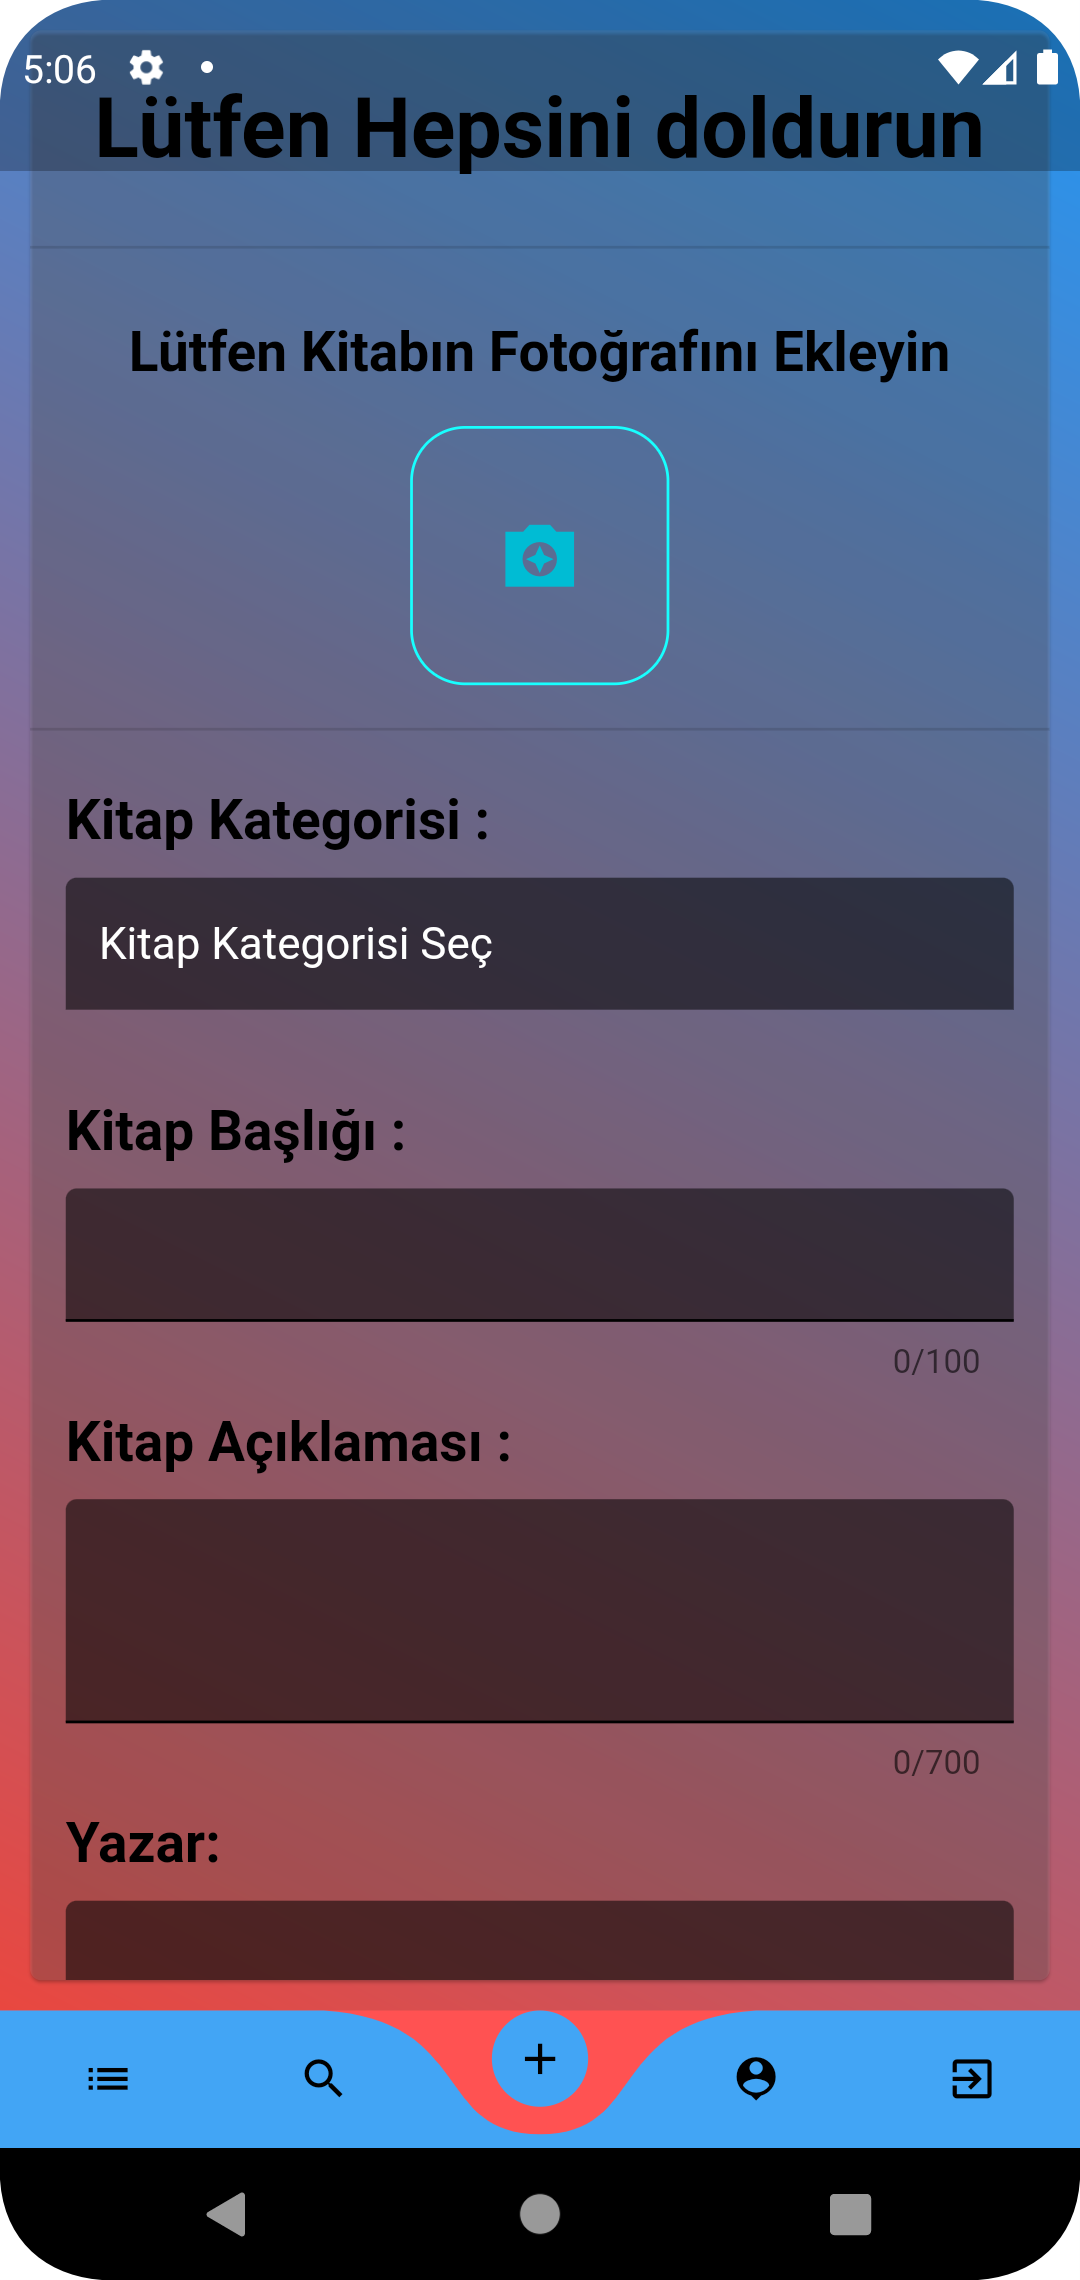 5:06
Lütfen Hepsini doldurun
Lütfen Kitabın Fotoğrafını Ekleyin
Kitap Kategorisi :
Kitap Kategorisi Seç
Kitap Başlığı :
0/100
Kitap Açıklaması :
0/700
Yazar: